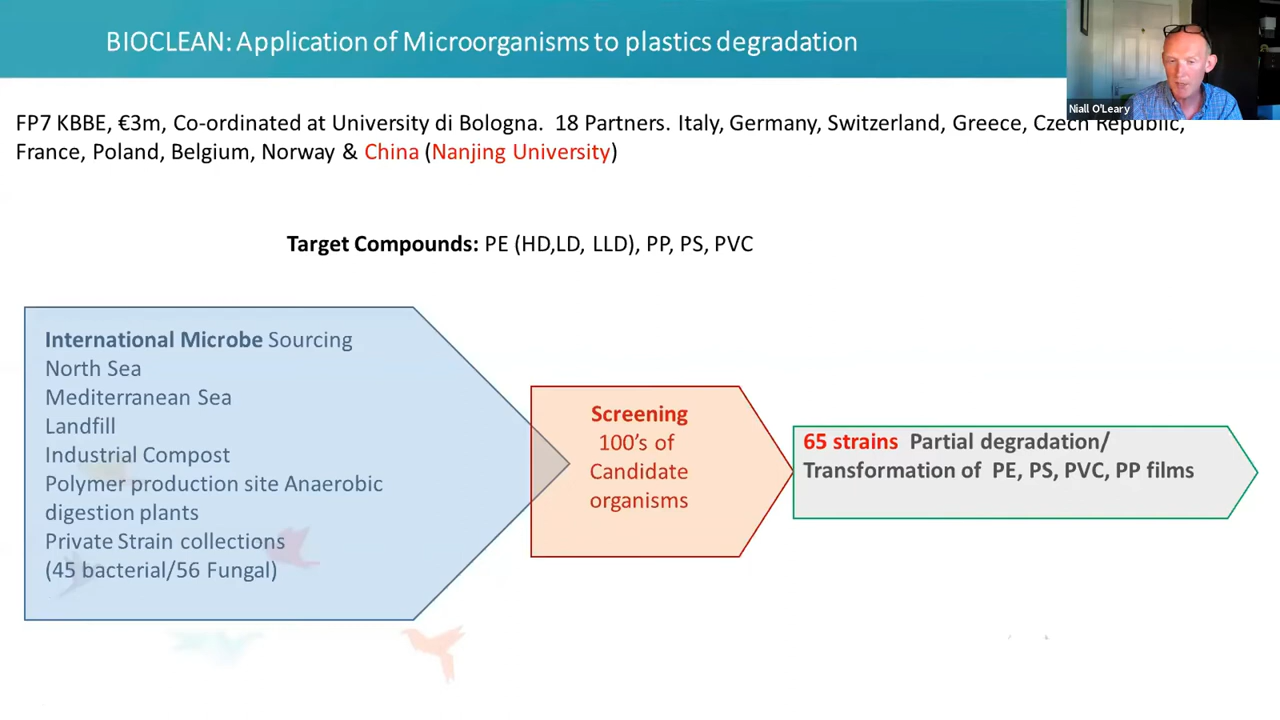 BIOCLEAN: Application of Microorganisms to plastics degradation
Niall O'Leary
FP7 KBBE, €3m, Co-ordinated at University di Bologna. 18 Partners. Italy, Germany, Switzerland, Greece, Czech Republic,
France, Poland, Belgium, Norway & China (Nanjing University)
Target Compounds: PE (HD,LD, LLD), PP, PS, PVC
International Microbe Sourcing
North Sea
Mediterranean Sea
Landfill
Industrial Compost
Polymer production site Anaerobic
digestion plants
Private Strain collections
(45 bacterial/56 Fungal)
Screening
100's of
Candidate
organisms
65 strains Partial degradation/
Transformation of PE, PS, PVC, PP films